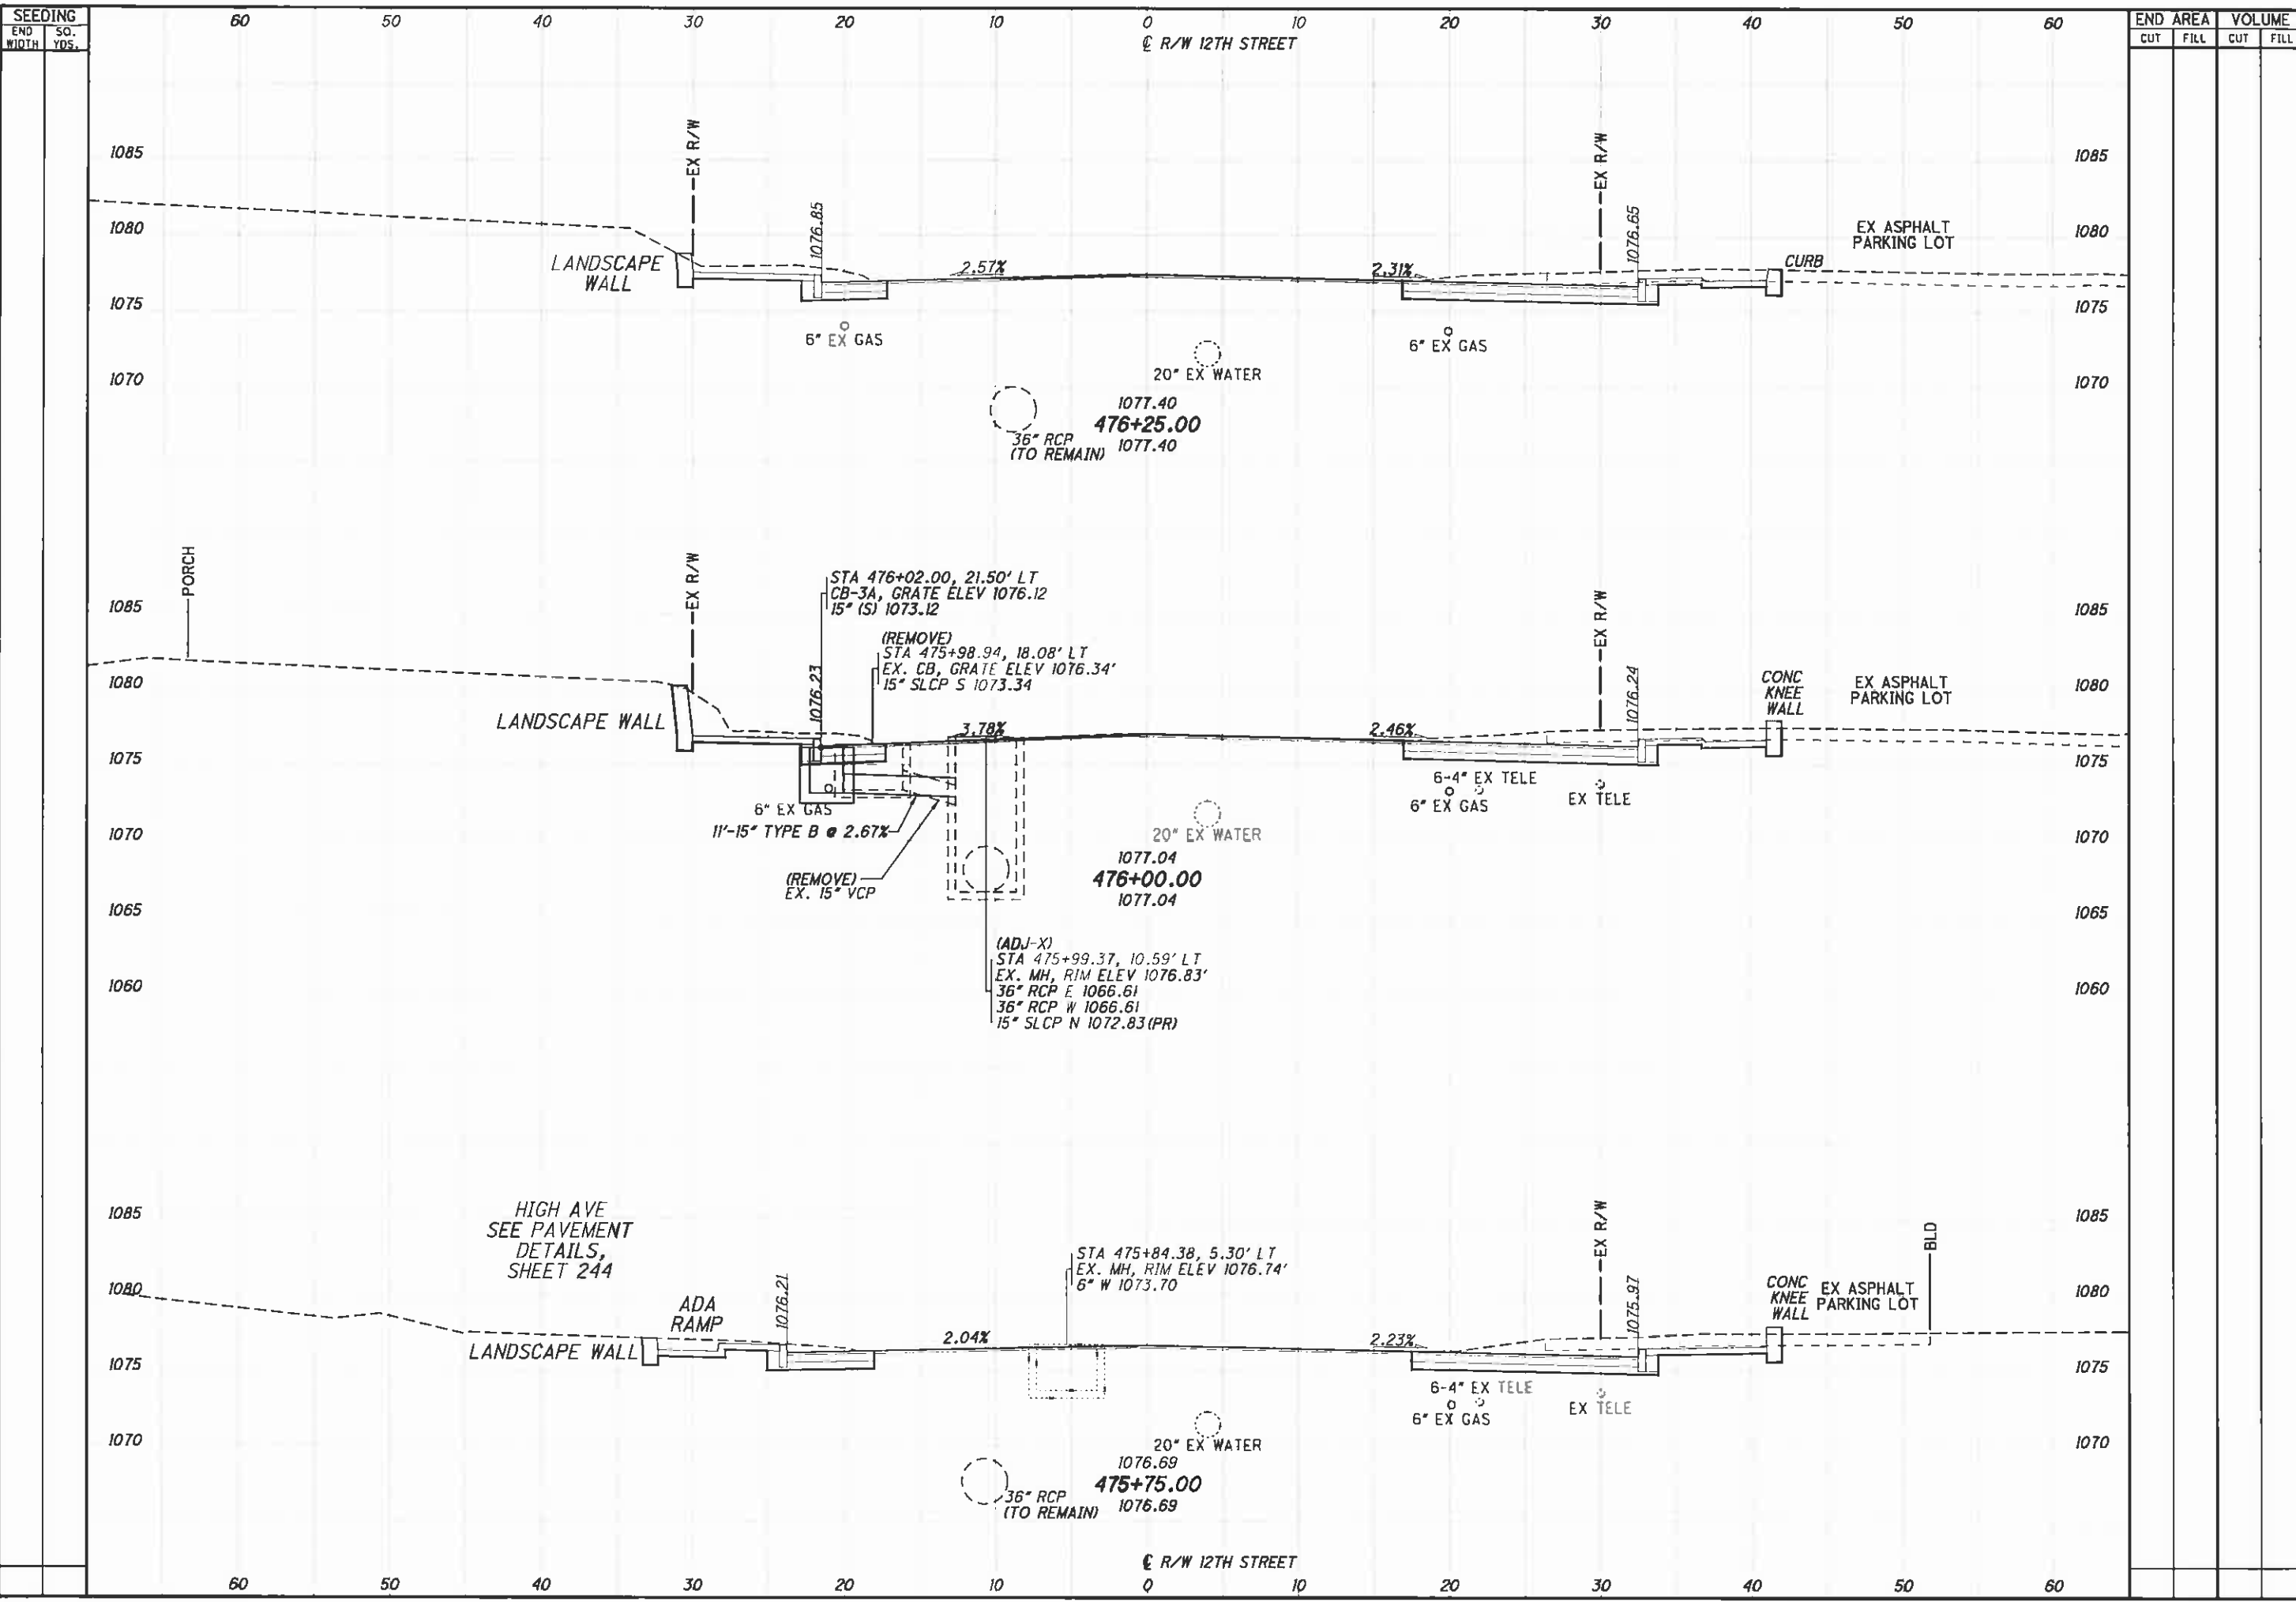 SEEDING
END WIDTH
SO. YDS.
60 50 40 30 20 10 0 10 20 30 40 50 60
END AREA
VOLUME
CUT FILL CUT FILL
℄ R/W 12TH STREET
EX R/W
EX R/W
1085
1085
1076.85
1076.65
1080
1080
EX ASPHALT
PARKING LOT
LANDSCAPE
WALL
2.57%
2.31%
CURB
1075
1075
6" EX GAS
6" EX GAS
20" EX WATER
1070
1070
1077.40
476+25.00
1077.40
36" RCP
(TO REMAIN)
PORCH
EX R/W
EX R/W
STA 476+02.00, 21.50' LT
CB-3A, GRATE ELEV 1076.12
15" (S) 1073.12
1085
1085
(REMOVE)
STA 475+98.94, 18.08' LT
EX. CB, GRATE ELEV 1076.34'
15" SLCP S 1073.34
1080
1080
1076.23
1076.24
CONC
KNEE
WALL
EX ASPHALT
PARKING LOT
LANDSCAPE WALL
3.78%
2.46%
1075
1075
6-4" EX TELE
6" EX GAS
EX TELE
6" EX GAS
11'-15" TYPE B @ 2.67%
20" EX WATER
1070
1070
1077.04
476+00.00
1077.04
(REMOVE)
EX. 15" VCP
1065
1065
(ADJ-X)
STA 475+99.37, 10.59' LT
EX. MH, RIM ELEV 1076.83'
36" RCP E 1066.61
36" RCP W 1066.61
15" SLCP N 1072.83(PR)
1060
1060
HIGH AVE
SEE PAVEMENT
DETAILS,
SHEET 244
1085
1085
EX R/W
BLD
STA 475+84.38, 5.30' LT
EX. MH, RIM ELEV 1076.74'
6" W 1073.70
1080
1080
1076.21
1075.97
ADA
RAMP
CONC
KNEE
WALL
EX ASPHALT
PARKING LOT
LANDSCAPE WALL
2.04%
2.23%
1075
1075
6-4" EX TELE
6" EX GAS
EX TELE
20" EX WATER
1070
1070
1076.69
475+75.00
1076.69
36" RCP
(TO REMAIN)
℄ R/W 12TH STREET
60 50 40 30 20 10 0 10 20 30 40 50 60